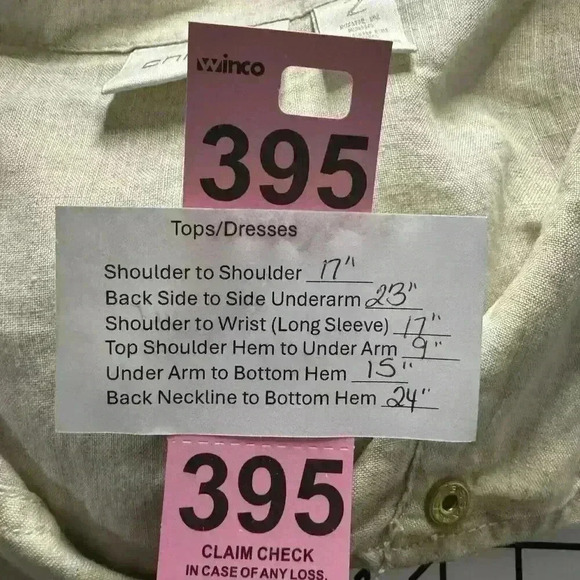 winco
2
395
Tops/Dresses
Shoulder to Shoulder 17"
Back Side to Side Underarm 23"
Shoulder to Wrist (Long Sleeve) 17"
Top Shoulder Hem to Under Arm 9"
Under Arm to Bottom Hem 15"
Back Neckline to Bottom Hem 24"
395
CLAIM CHECK
IN CASE OF ANY LOSS.